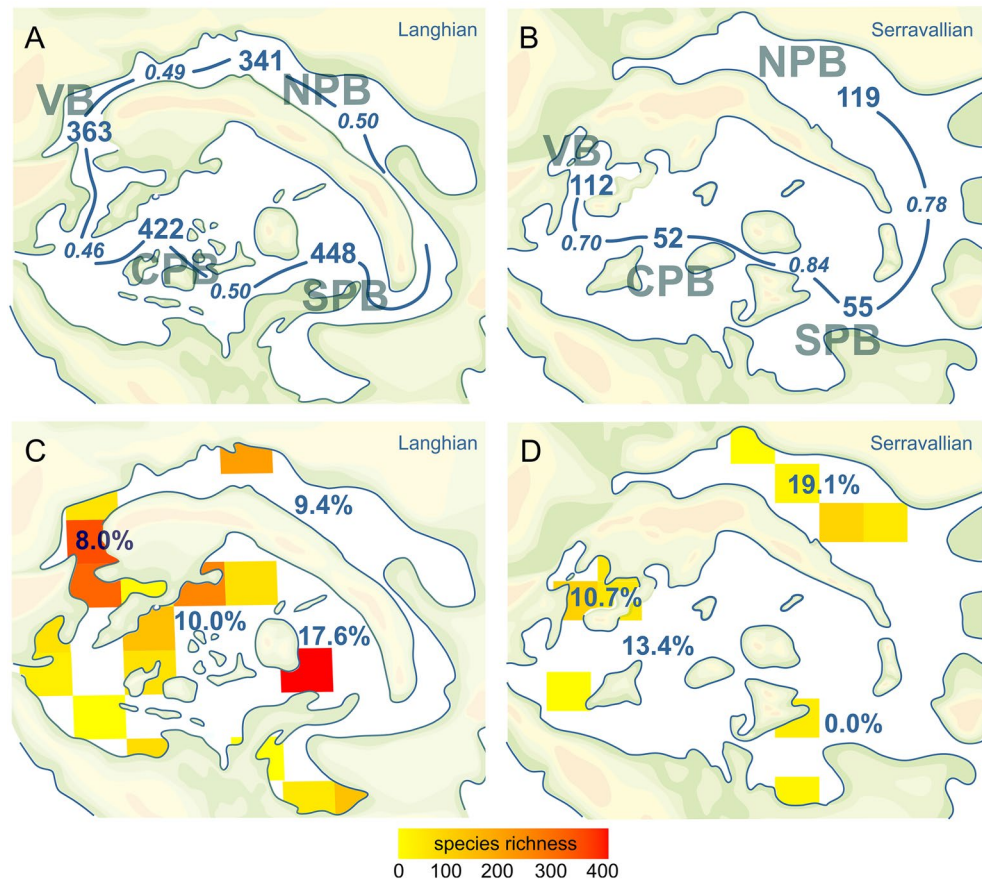 A
Langhian
0.49
341
NPB
VB
363
0.50
0.46
422
CPB
448
0.50
SPB
B
Serravallian
NPB
119
VB
112
0.78
0.70
52
0.84
CPB
55
SPB
C
Langhian
9.4%
8.0%
10.0%
17.6%
D
Serravallian
19.1%
10.7%
13.4%
0.0%
species richness
0 100 200 300 400